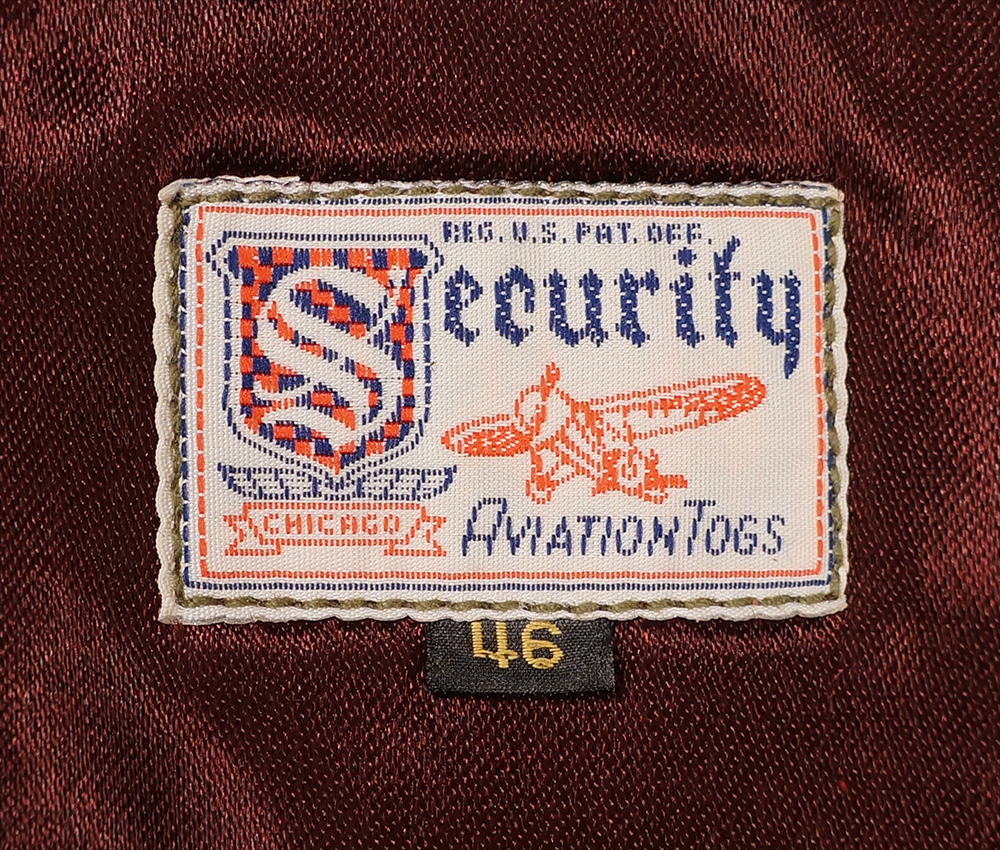 REG. U.S. PAT. OFF.
Security
CHICAGO
AVIATION TOGS
46